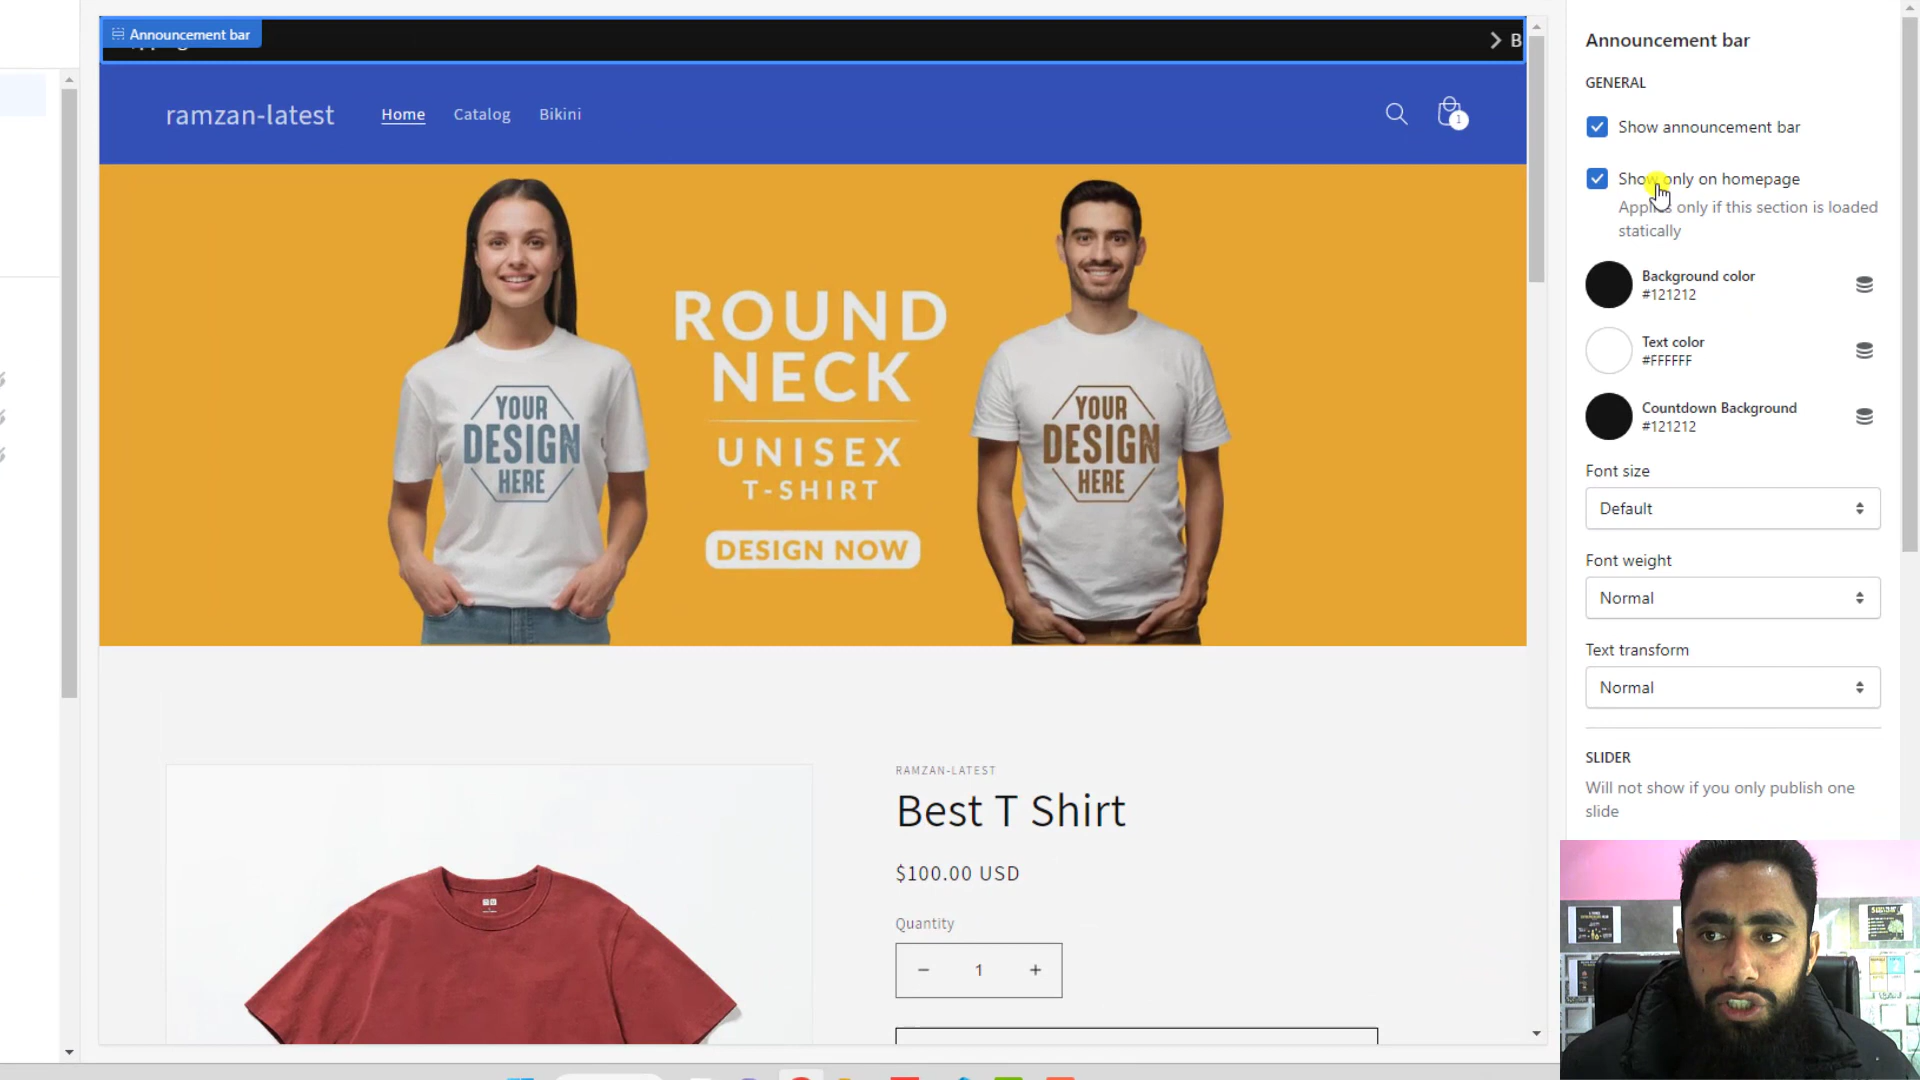 Announcement bar
B
ramzan-latest
Home
Catalog
Bikini
1
ROUND
NECK
UNISEX
T-SHIRT
DESIGN NOW
YOUR
DESIGN
HERE
YOUR
DESIGN
HERE
RAMZAN-LATEST
Best T Shirt
$100.00 USD
Quantity
1
Announcement bar
GENERAL
Show announcement bar
Show only on homepage
Applies only if this section is loaded
statically
Background color
#121212
Text color
#FFFFFF
Countdown Background
#121212
Font size
Default
Font weight
Normal
Text transform
Normal
SLIDER
Will not show if you only publish one
slide